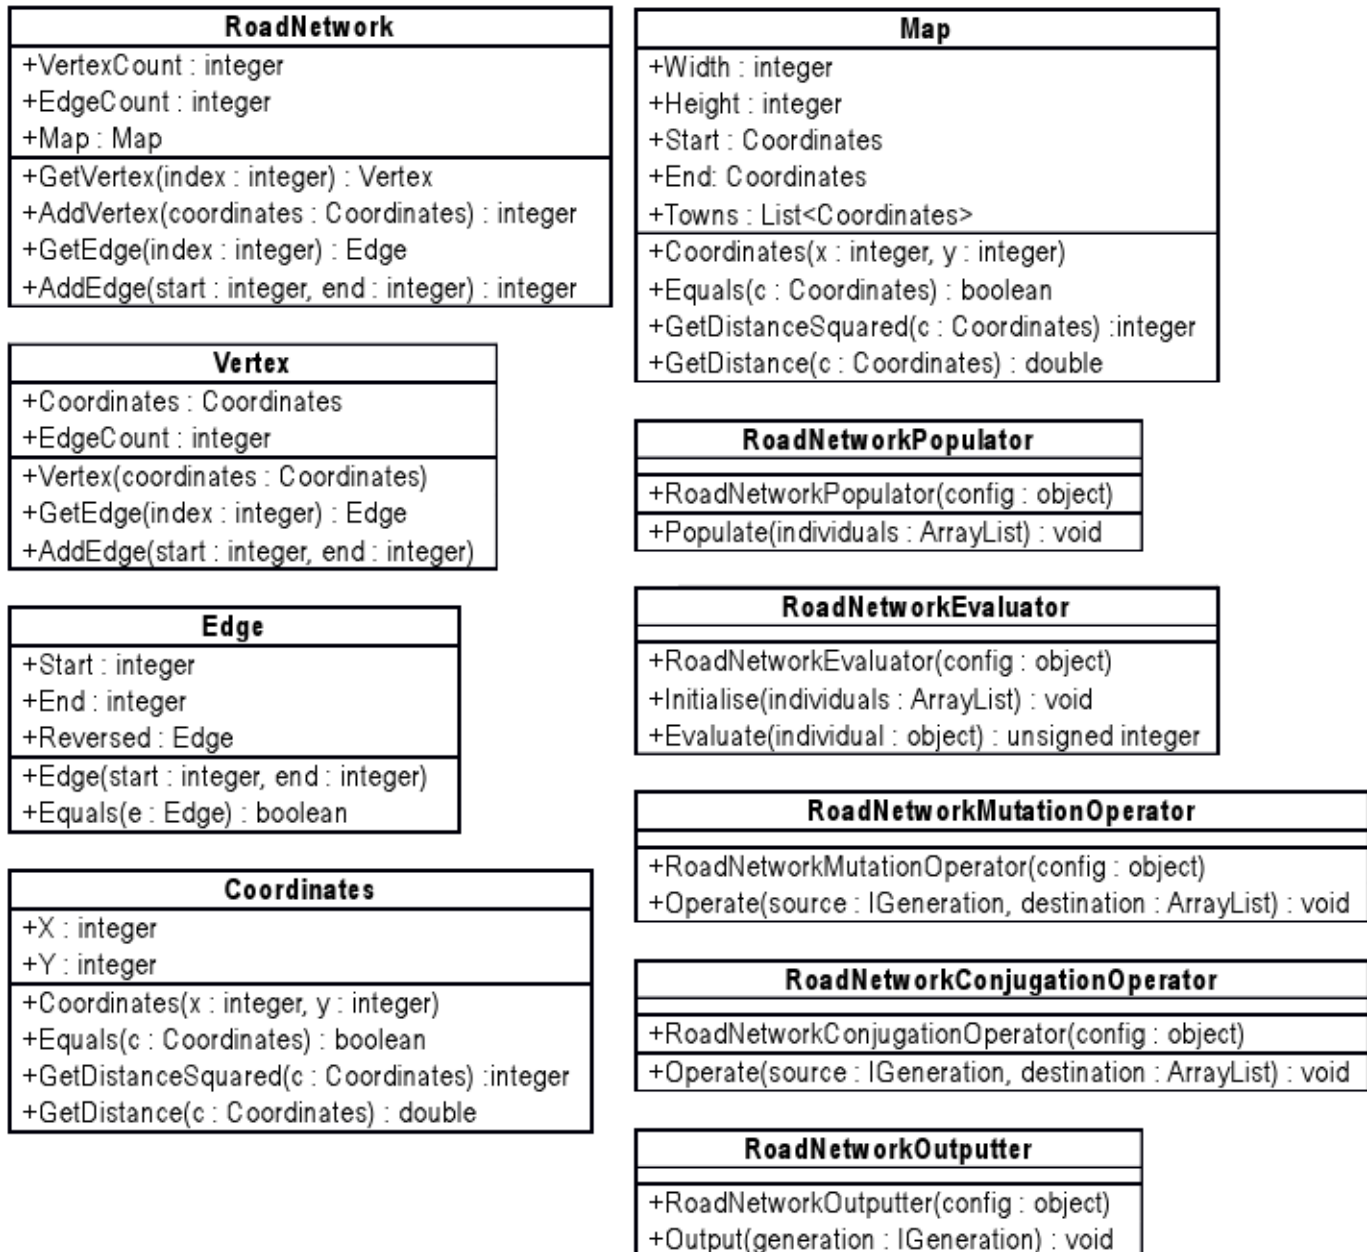 RoadNetwork
+VertexCount : integer
+EdgeCount : integer
+Map : Map
+GetVertex(index : integer) : Vertex
+AddVertex(coordinates : Coordinates) : integer
+GetEdge(index : integer) : Edge
+AddEdge(start : integer, end : integer) : integer
Vertex
+Coordinates : Coordinates
+EdgeCount : integer
+Vertex(coordinates : Coordinates)
+GetEdge(index : integer) : Edge
+AddEdge(start : integer, end : integer)
Edge
+Start : integer
+End : integer
+Reversed : Edge
+Edge(start : integer, end : integer)
+Equals(e : Edge) : boolean
Coordinates
+X : integer
+Y : integer
+Coordinates(x : integer, y : integer)
+Equals(c : Coordinates) : boolean
+GetDistanceSquared(c : Coordinates) :integer
+GetDistance(c : Coordinates) : double
Map
+Width : integer
+Height : integer
+Start : Coordinates
+End: Coordinates
+Towns : List<Coordinates>
+Coordinates(x : integer, y : integer)
+Equals(c : Coordinates) : boolean
+GetDistanceSquared(c : Coordinates) :integer
+GetDistance(c : Coordinates) : double
RoadNetworkPopulator
+RoadNetworkPopulator(config : object)
+Populate(individuals : ArrayList) : void
RoadNetworkEvaluator
+RoadNetworkEvaluator(config : object)
+Initialise(individuals : ArrayList) : void
+Evaluate(individual : object) : unsigned integer
RoadNetworkMutationOperator
+RoadNetworkMutationOperator(config : object)
+Operate(source : IGeneration, destination : ArrayList) : void
RoadNetworkConjugationOperator
+RoadNetworkConjugationOperator(config : object)
+Operate(source : IGeneration, destination : ArrayList) : void
RoadNetworkOutputter
+RoadNetworkOutputter(config : object)
+Output(generation : IGeneration) : void